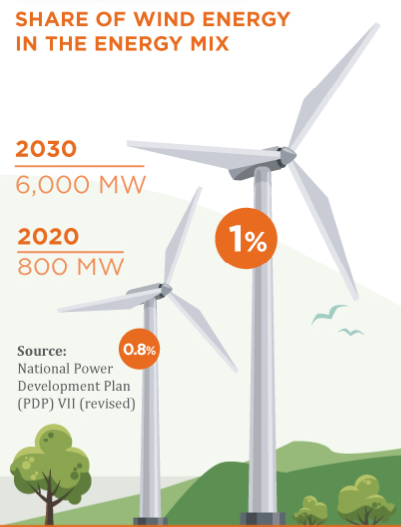 SHARE OF WIND ENERGY
IN THE ENERGY MIX
2030
6,000 MW
1%
2020
800 MW
0.8%
Source:
National Power
Development Plan
(PDP) VII (revised)